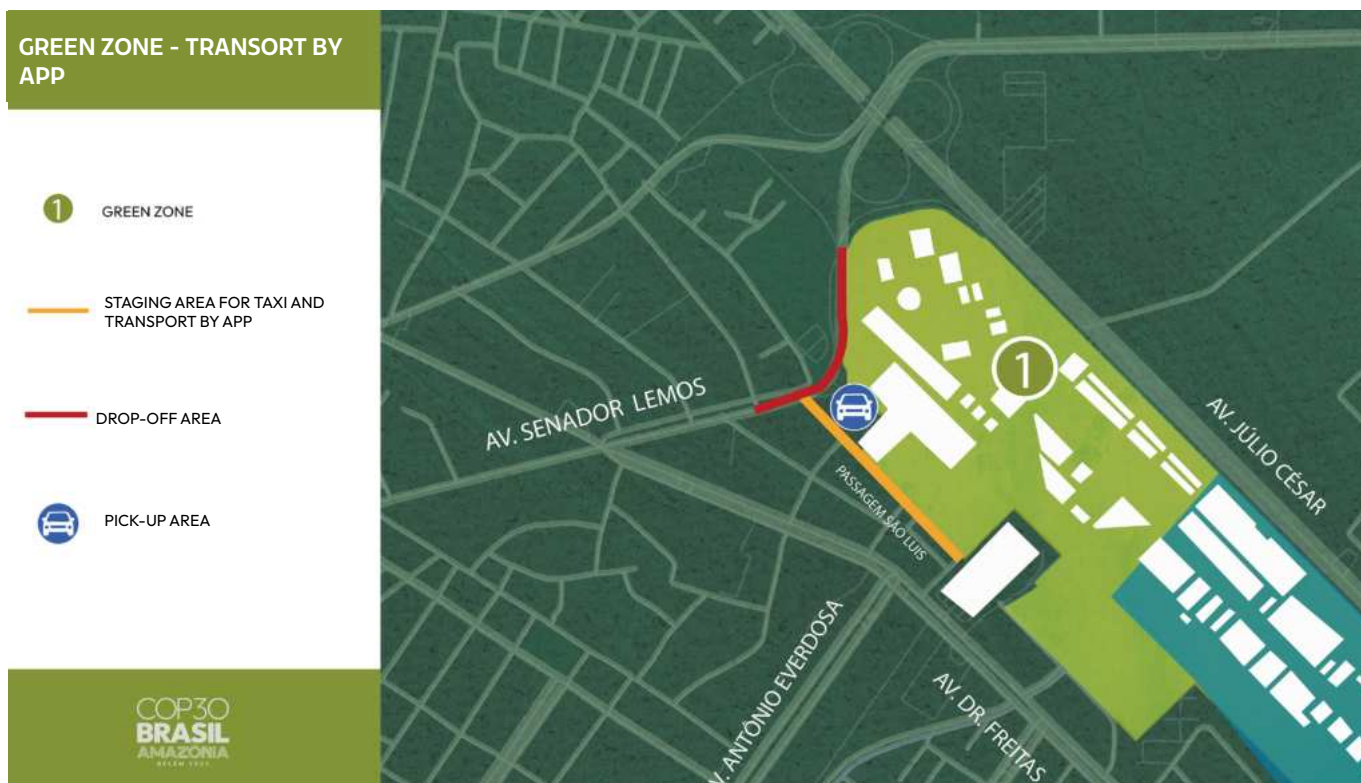 GREEN ZONE - TRANSORT BY
APP
1
GREEN ZONE
STAGING AREA FOR TAXI AND
TRANSPORT BY APP
DROP-OFF AREA
PICK-UP AREA
COP30
BRASIL
AMAZÔNIA
BELÉM 2025
1
AV. SENADOR LEMOS
PASSAGEM SÃO LUIS
AV. JÚLIO CÉSAR
V. ANTÔNIO EVERDOSA
AV. DR. FREITAS